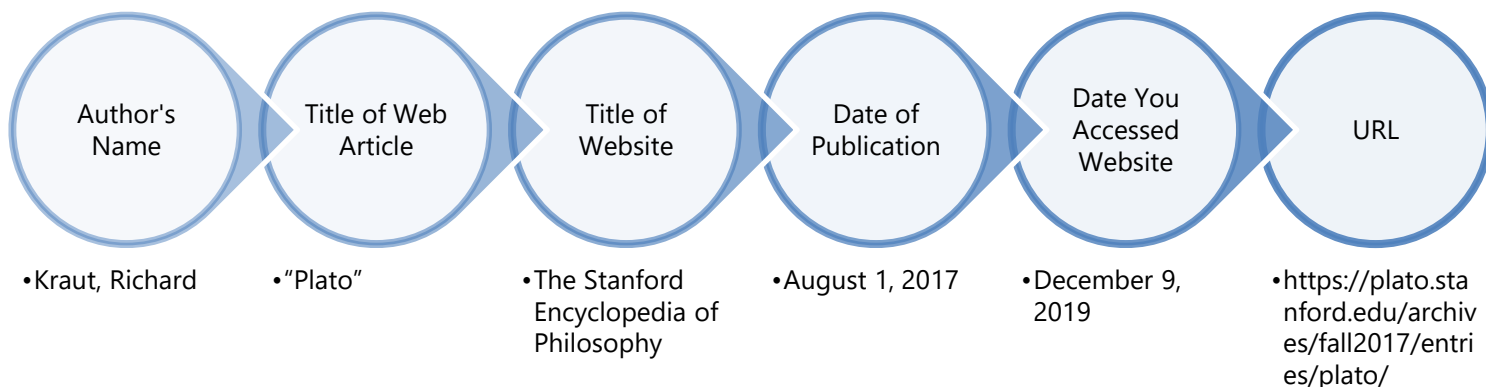 Author's
Name
Title of Web
Article
Title of
Website
Date of
Publication
Date You
Accessed
Website
URL
•Kraut, Richard
•“Plato”
•The Stanford
Encyclopedia of
Philosophy
•August 1, 2017
•December 9,
2019
•https://plato.sta
nford.edu/archiv
es/fall2017/entri
es/plato/